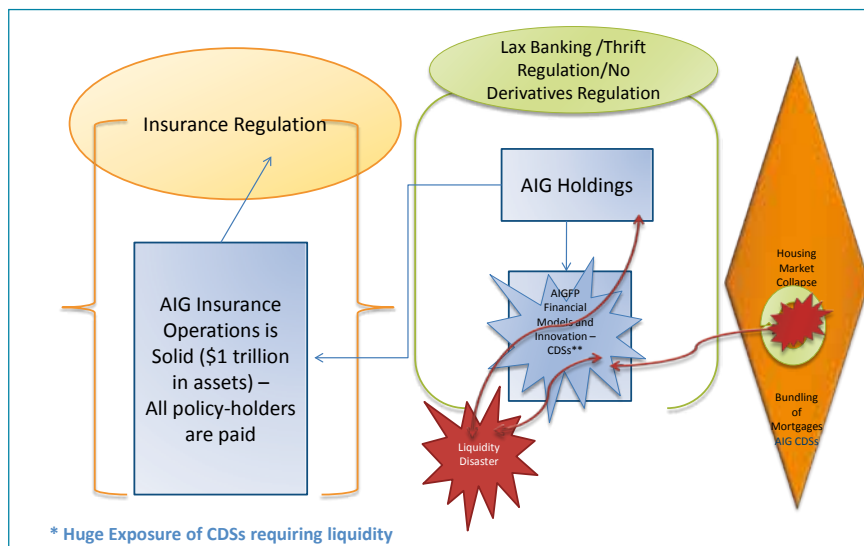 Insurance Regulation
AIG Insurance
Operations is
Solid ($1 trillion
in assets) –
All policy-holders
are paid
Lax Banking /Thrift
Regulation/No
Derivatives Regulation
AIG Holdings
AIGFP
Financial
Models and
Innovation –
CDSs**
Liquidity
Disaster
Housing
Market
Collapse
Bundling
of
Mortgages
AIG CDSs
* Huge Exposure of CDSs requiring liquidity